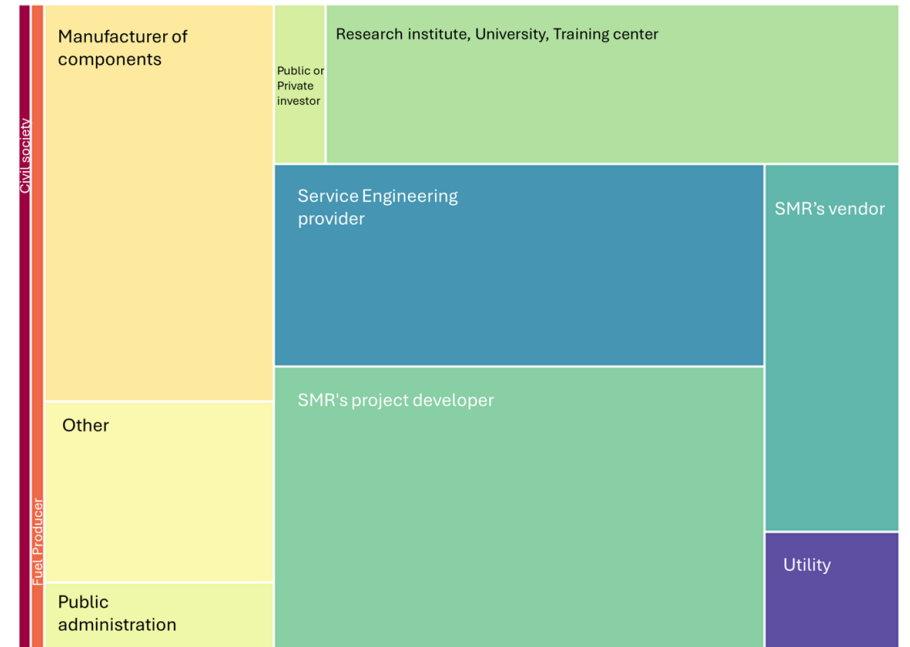 Civil society
Fuel Producer
Manufacturer of
components
Other
Public
administration
Public or
Private
investor
Research institute, University, Training center
Service Engineering
provider
SMR's project developer
SMR’s vendor
Utility